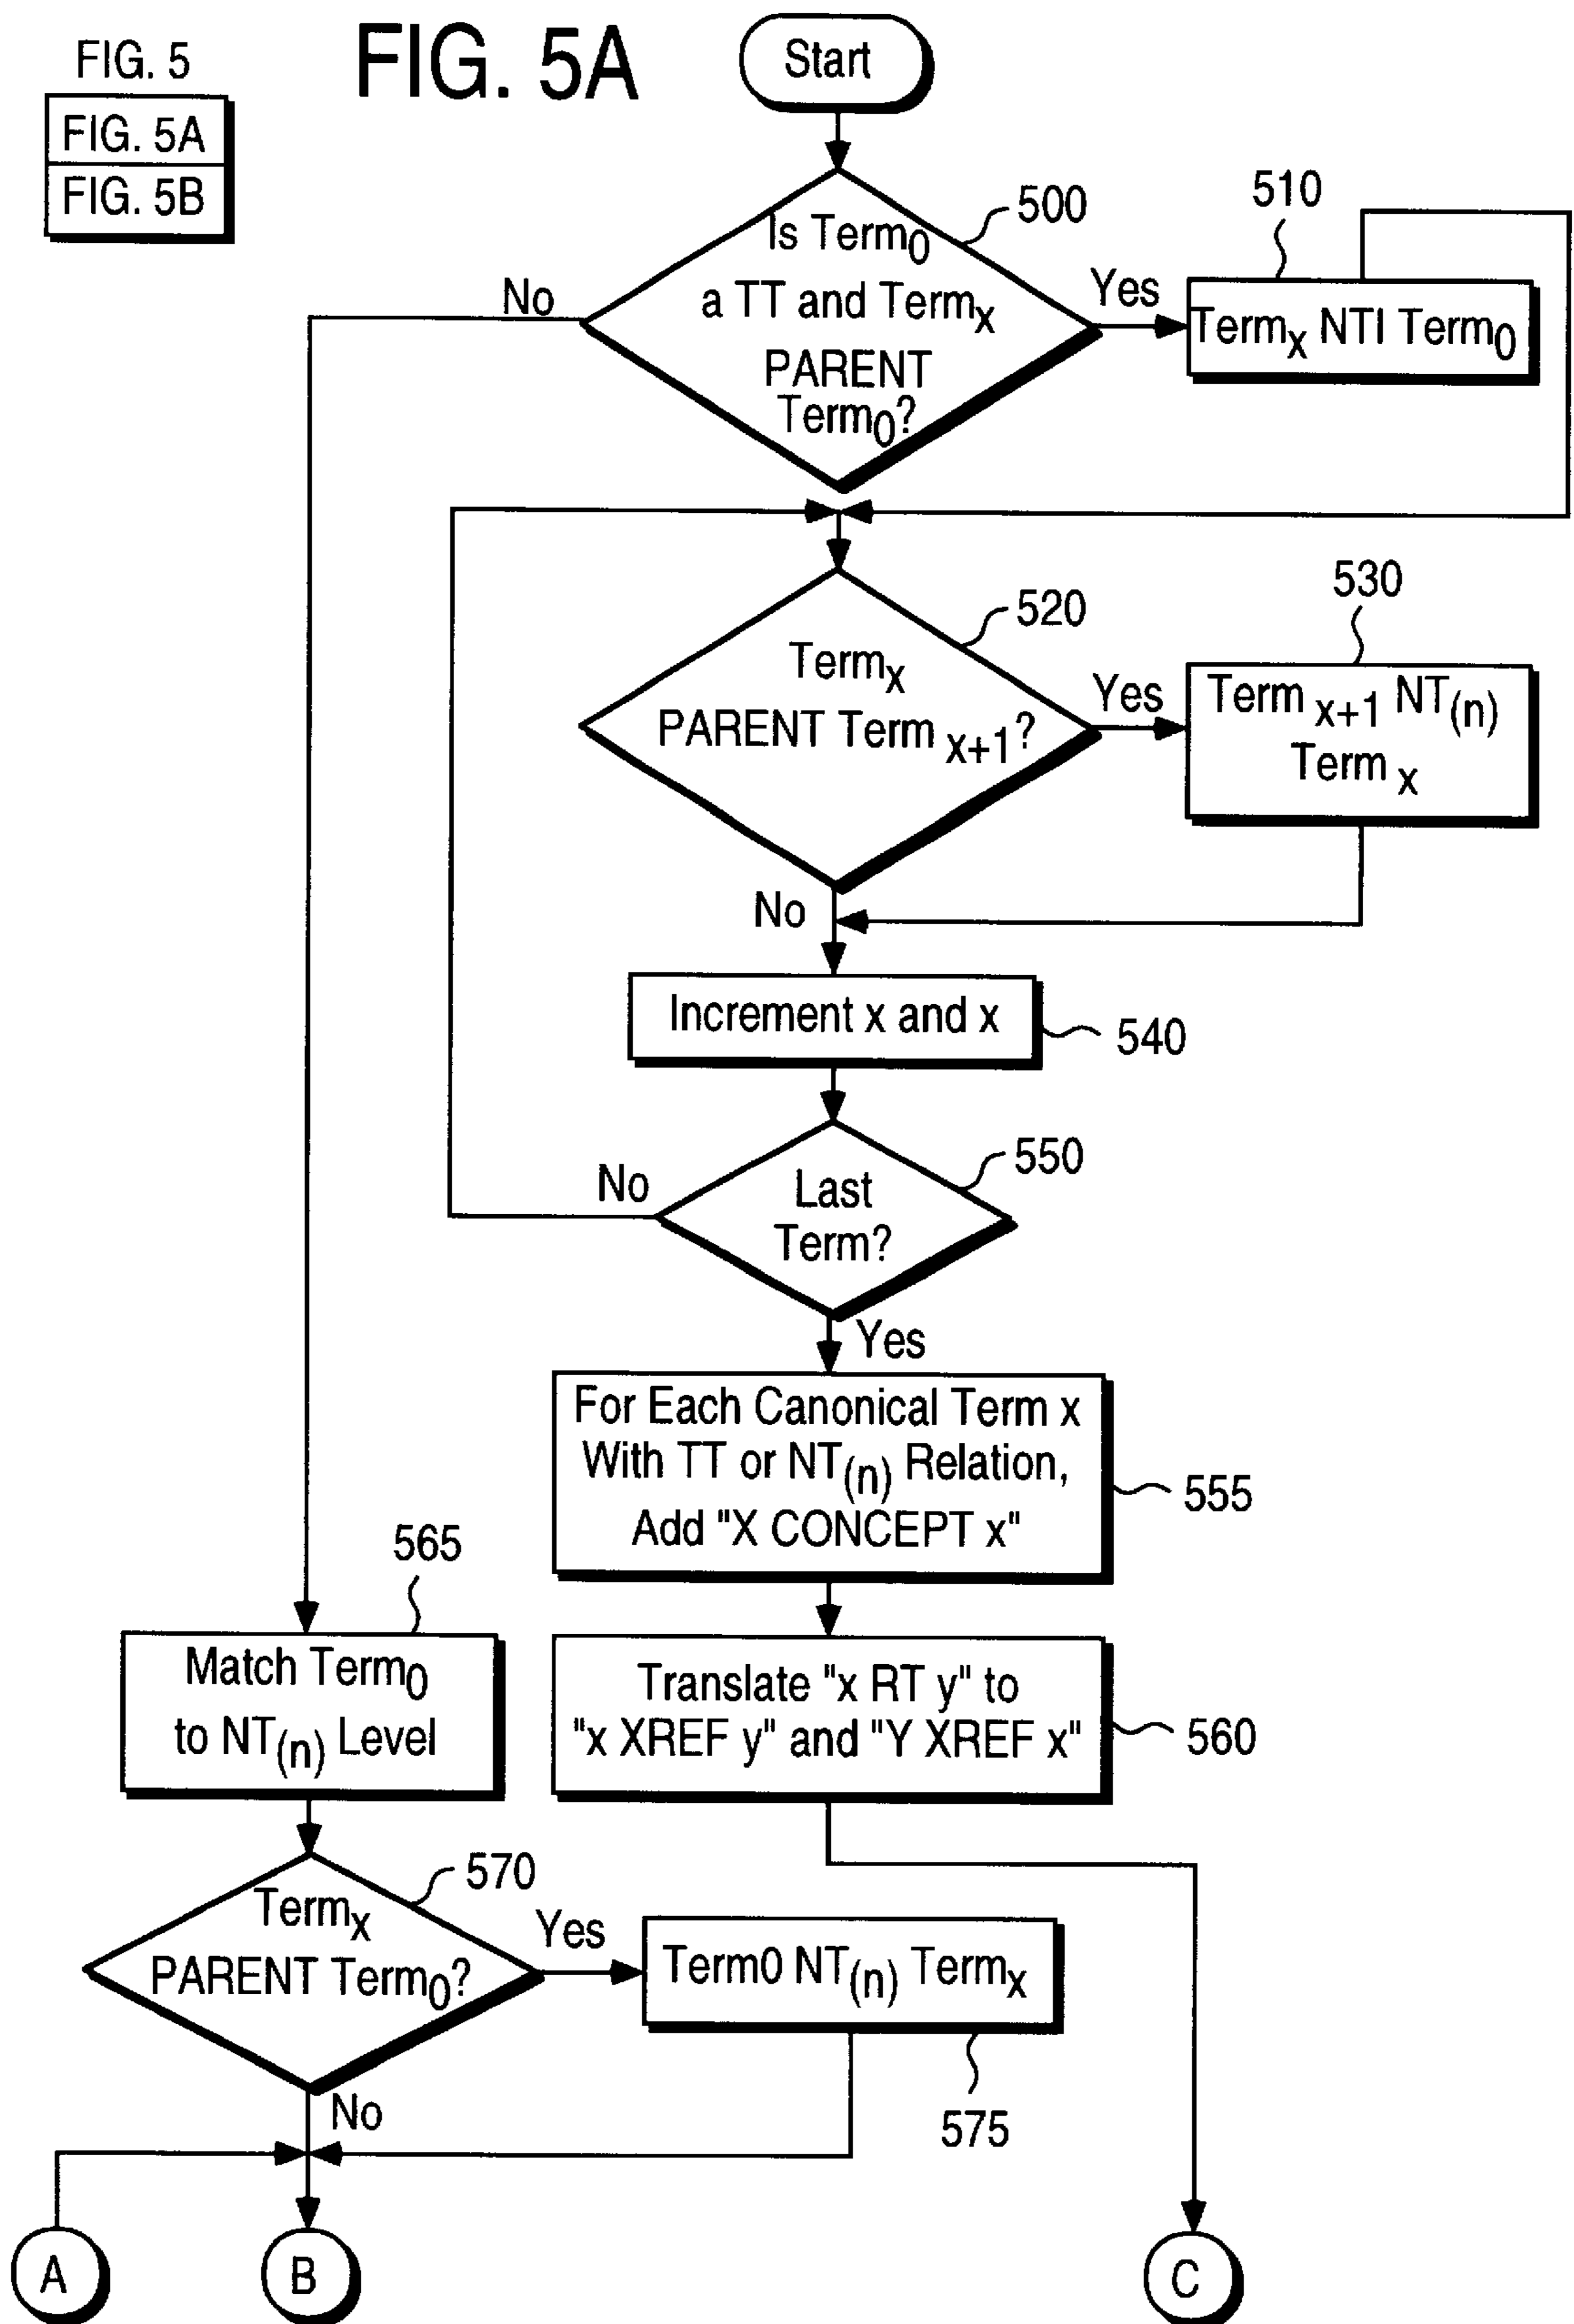 FIG. 5
FIG. 5A
FIG. 5B
FIG. 5A
Start
500
Is Term0
a TT and Termx
PARENT
Term0?
No
Yes
510
Termx NTI Term0
520
Termx
PARENT Term x+1?
Yes
530
Term x+1 NT(n)
Term x
No
Increment x and x
540
550
Last
Term?
No
Yes
For Each Canonical Term x
With TT or NT(n) Relation,
Add "X CONCEPT x"
555
Translate "x RT y" to
"x XREF y" and "Y XREF x"
560
565
Match Term0
to NT(n) Level
570
Termx
PARENT Term0?
Yes
Term0 NT(n) Termx
575
No
A
B
C